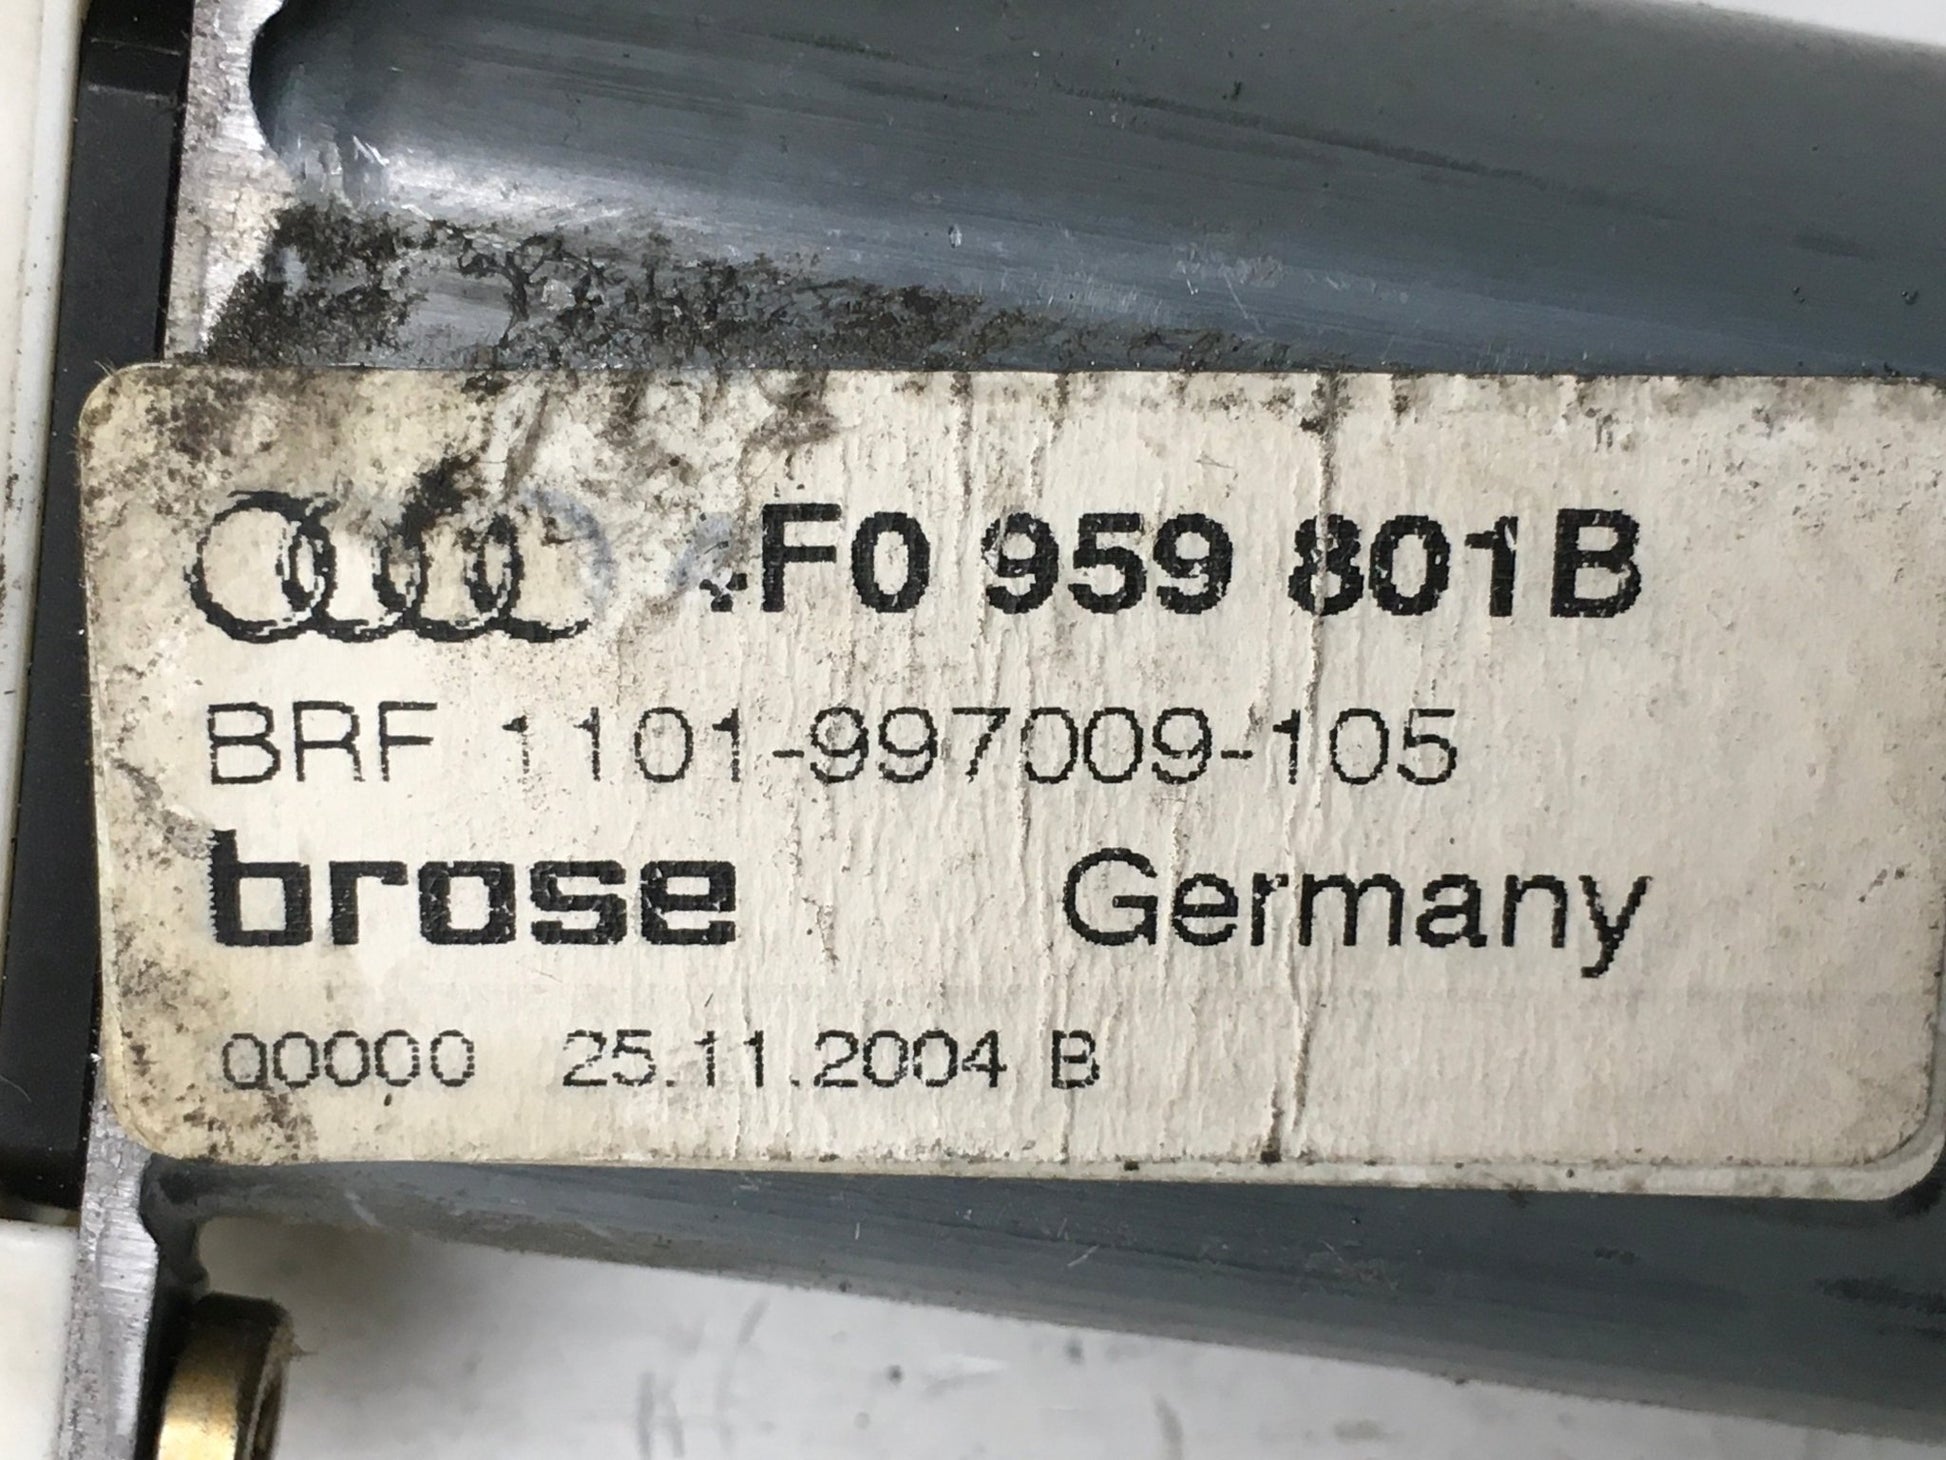 4F0 959 801B
BRF 1101-997009-105
brose Germany
00000 25.11.2004 B